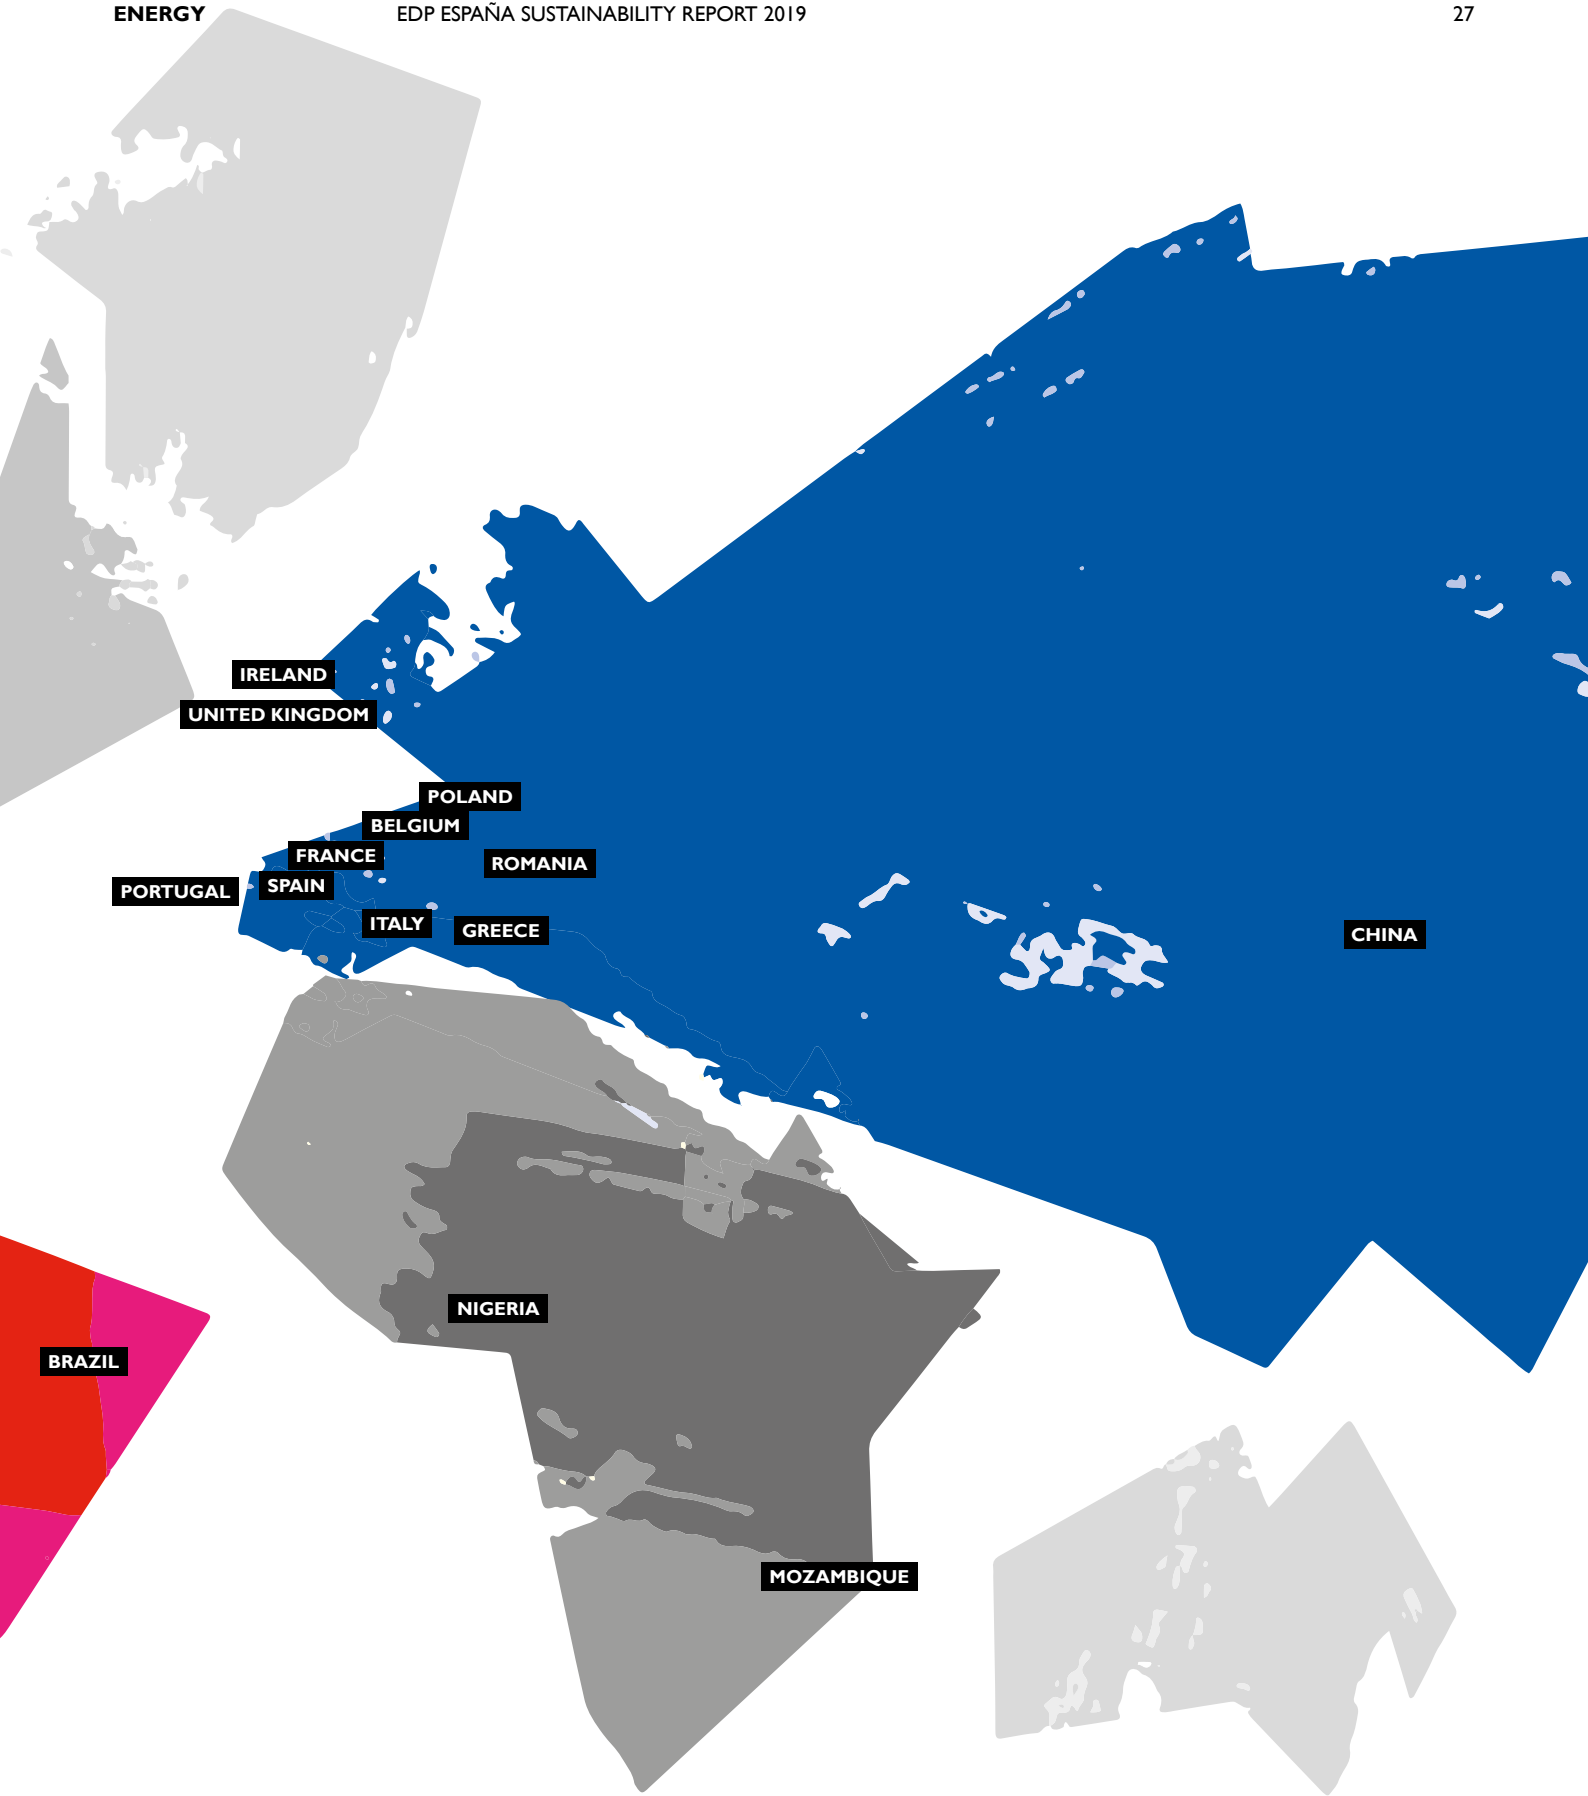 ENERGY EDP ESPAÑA SUSTAINABILITY REPORT 2019 27
IRELAND
UNITED KINGDOM
POLAND
BELGIUM
FRANCE
ROMANIA
PORTUGAL
SPAIN
ITALY
GREECE
CHINA
NIGERIA
BRAZIL
MOZAMBIQUE